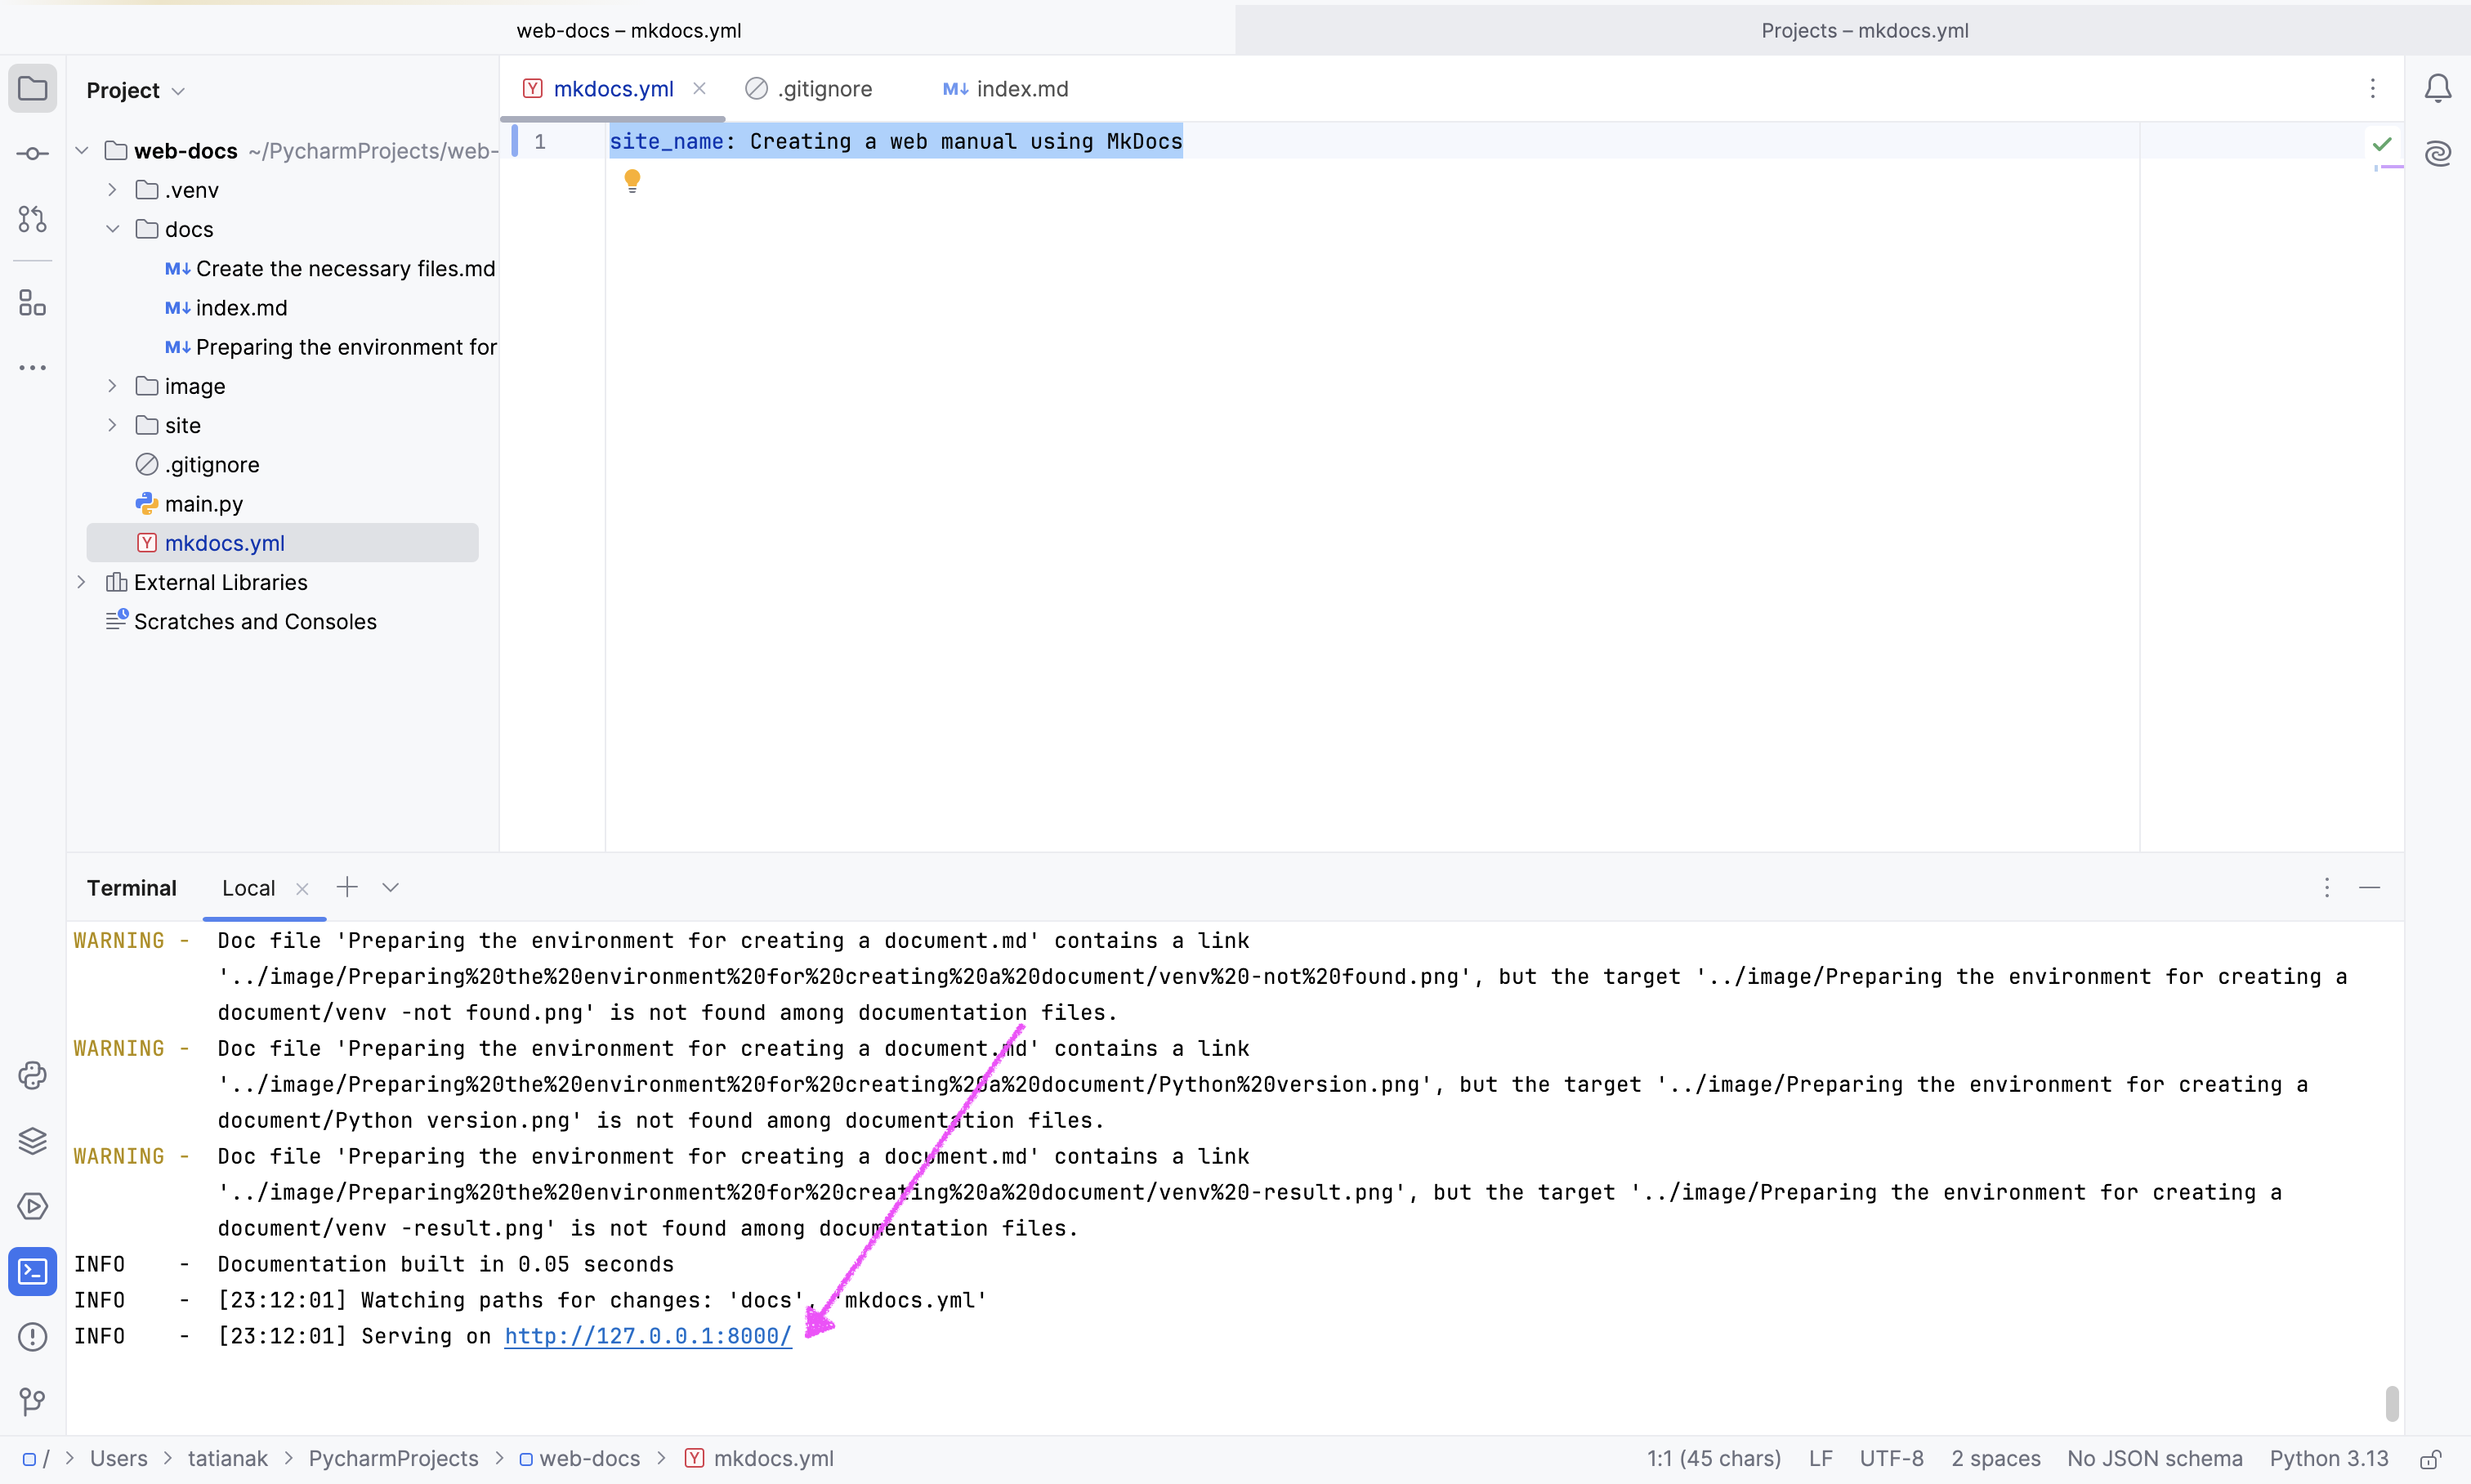 web-docs – mkdocs.yml
Projects – mkdocs.yml
Project
mkdocs.yml
.gitignore
index.md
web-docs ~/PycharmProjects/web-
.venv
docs
Create the necessary files.md
index.md
Preparing the environment for
image
site
.gitignore
main.py
mkdocs.yml
External Libraries
Scratches and Consoles
1 site_name: Creating a web manual using MkDocs
Terminal Local
WARNING - Doc file 'Preparing the environment for creating a document.md' contains a link
'../image/Preparing%20the%20environment%20for%20creating%20a%20document/venv%20-not%20found.png', but the target '../image/Preparing the environment for creating a
document/venv -not found.png' is not found among documentation files.
WARNING - Doc file 'Preparing the environment for creating a document.md' contains a link
'../image/Preparing%20the%20environment%20for%20creating%20a%20document/Python%20version.png', but the target '../image/Preparing the environment for creating a
document/Python version.png' is not found among documentation files.
WARNING - Doc file 'Preparing the environment for creating a document.md' contains a link
'../image/Preparing%20the%20environment%20for%20creating%20a%20document/venv%20-result.png', but the target '../image/Preparing the environment for creating a
document/venv -result.png' is not found among documentation files.
INFO - Documentation built in 0.05 seconds
INFO - [23:12:01] Watching paths for changes: 'docs', 'mkdocs.yml'
INFO - [23:12:01] Serving on http://127.0.0.1:8000/
/ > Users > tatianak > PycharmProjects > web-docs > mkdocs.yml
1:1 (45 chars) LF UTF-8 2 spaces No JSON schema Python 3.13